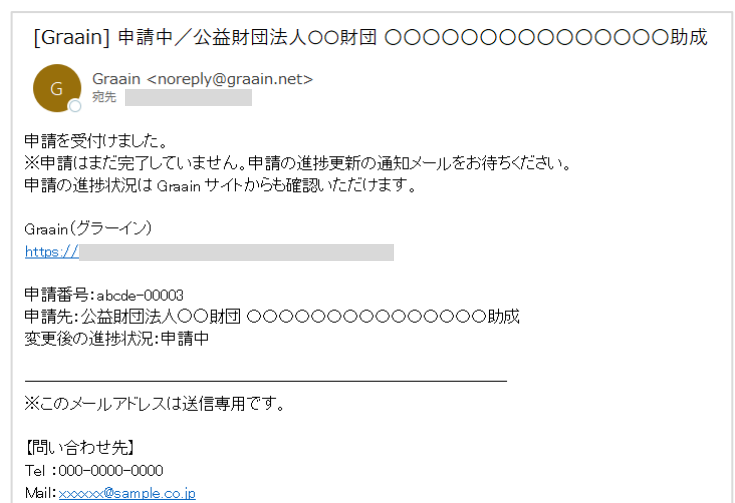 [Graain] 申請中／公益財団法人〇〇財団 〇〇〇〇〇〇〇〇〇〇〇〇〇〇〇助成
G
Graain <noreply@graain.net>
宛先
申請を受付けました。
※申請はまだ完了していません。申請の進捗更新の通知メールをお待ちください。
申請の進捗状況は Graain サイトからも確認いただけます。
Graain（グラーイン）
https://
申請番号：abcde-00003
申請先：公益財団法人〇〇財団 〇〇〇〇〇〇〇〇〇〇〇〇〇〇〇助成
変更後の進捗状況：申請中
※このメールアドレスは送信専用です。
【問い合わせ先】
Tel：000-0000-0000
Mail：xxxxxx@sample.co.jp